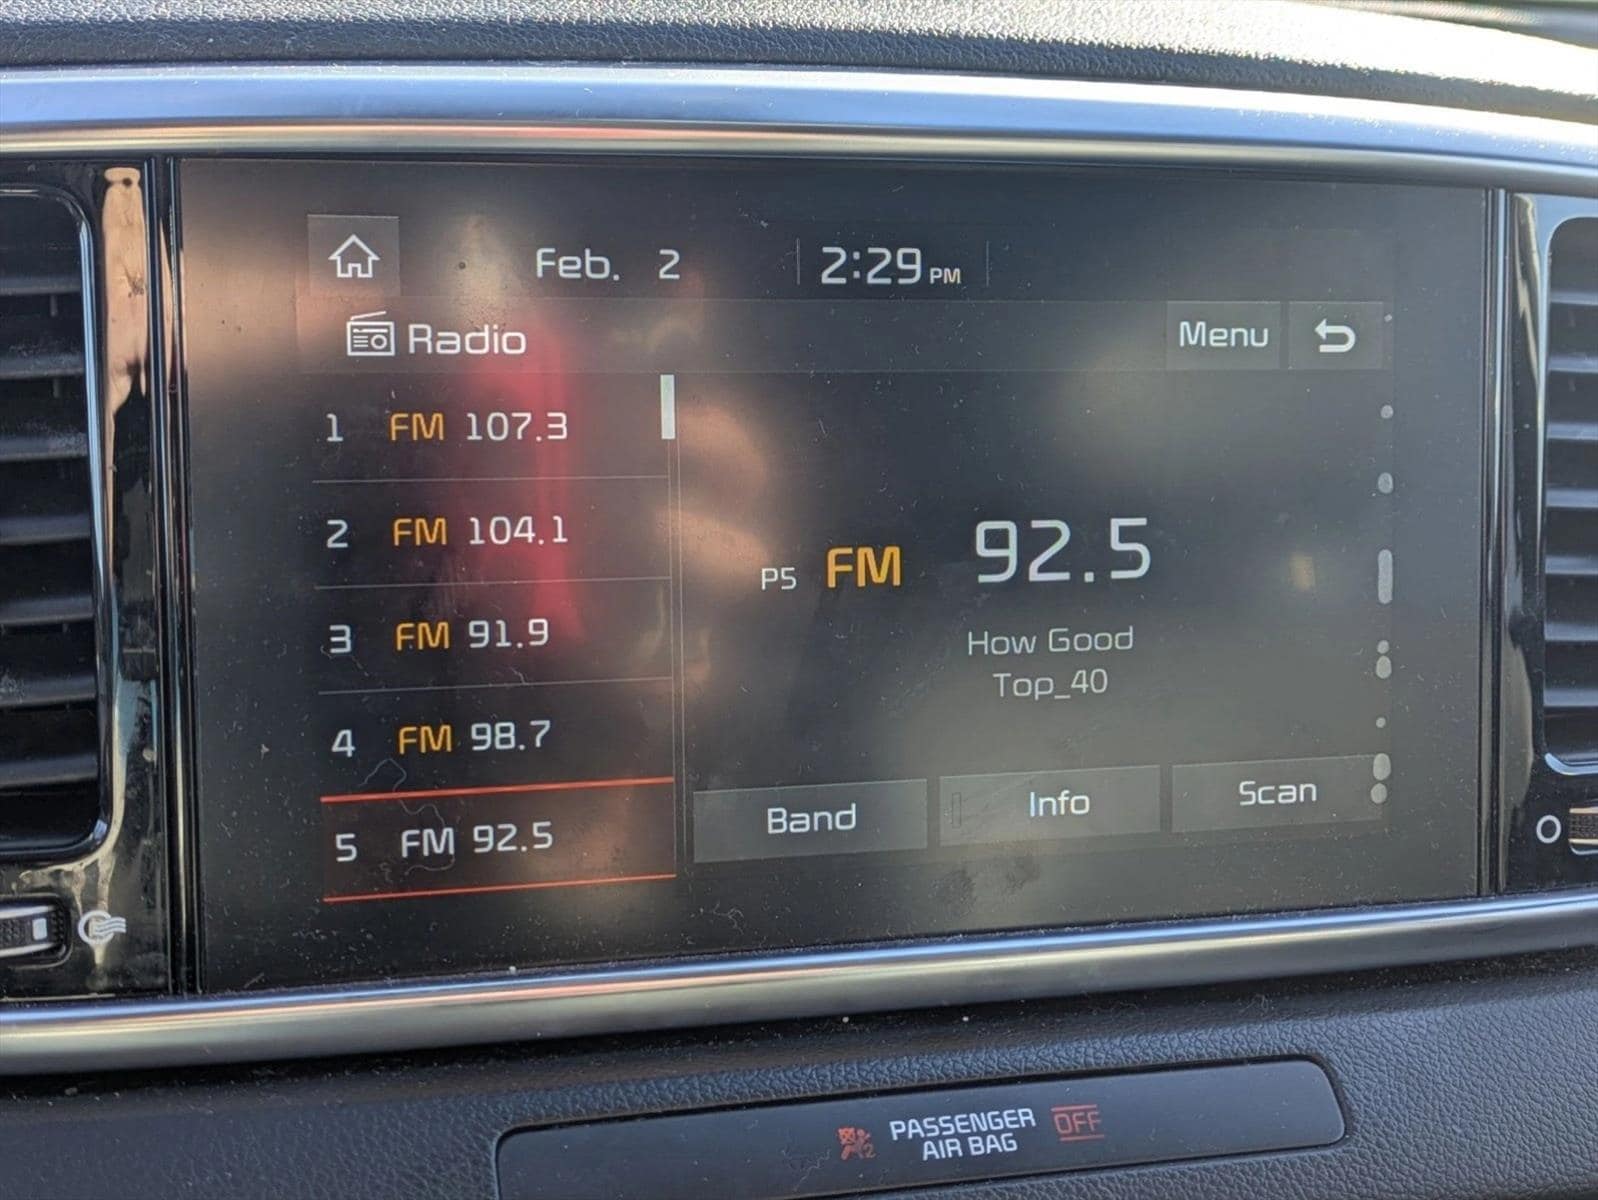 Feb. 2 2:29 PM
Radio
Menu
1 FM 107.3
2 FM 104.1
3 FM 91.9
4 FM 98.7
5 FM 92.5
P5 FM 92.5
How Good
Top_40
Band Info Scan
PASSENGER
AIR BAG
OFF
2